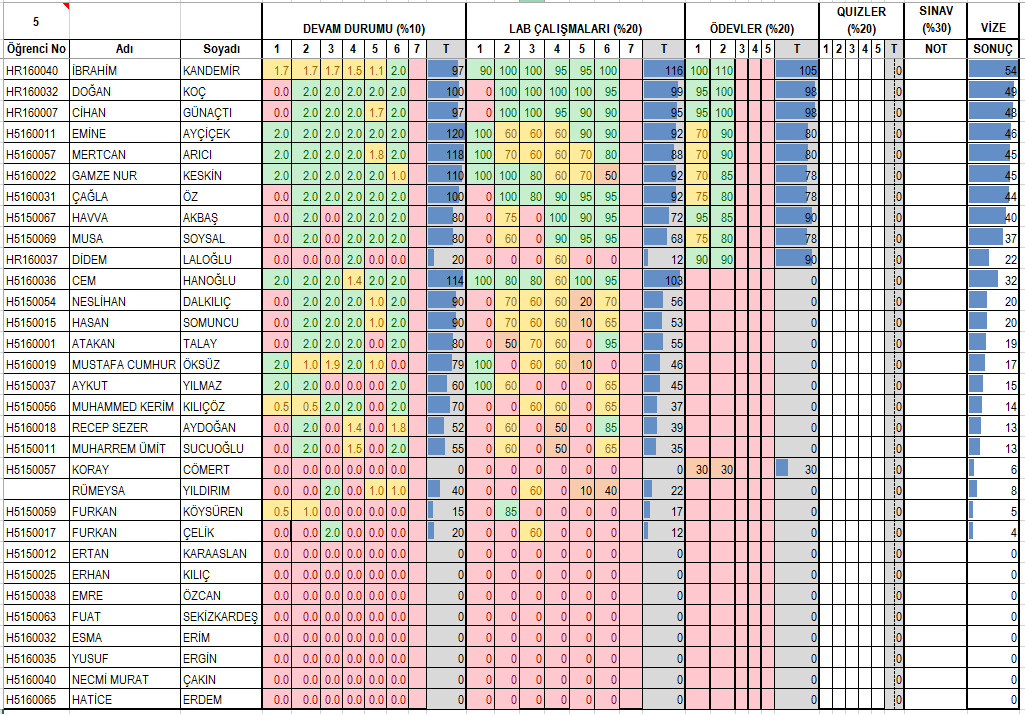 5 DEVAM DURUMU (%10) LAB ÇALIŞMALARI (%20) ÖDEVLER (%20) QUIZLER (%20) SINAV (%30) VİZE
Öğrenci No Adı Soyadı 1 2 3 4 5 6 7 T 1 2 3 4 5 6 7 T 1 2 3 4 5 T 1 2 3 4 5 T NOT SONUÇ
HR160040 İBRAHİM KANDEMİR 1.7 1.7 1.7 1.5 1.1 2.0 97 90 100 100 95 95 100 116 100 110 105 0 54
HR160032 DOĞAN KOÇ 0.0 2.0 2.0 2.0 2.0 2.0 100 0 100 100 100 100 95 99 95 100 98 0 49
HR160007 CİHAN GÜNAÇTI 0.0 2.0 2.0 2.0 1.7 2.0 97 0 100 100 95 90 90 95 95 100 98 0 48
H5160011 EMİNE AYÇİÇEK 2.0 2.0 2.0 2.0 2.0 2.0 120 100 60 60 60 90 90 92 70 90 80 0 46
H5160057 MERTCAN ARICI 2.0 2.0 2.0 2.0 1.8 2.0 118 100 70 60 60 70 80 88 70 90 80 0 45
H5160022 GAMZE NUR KESKİN 2.0 2.0 2.0 2.0 2.0 1.0 110 100 100 80 60 70 50 92 70 85 78 0 45
H5160031 ÇAĞLA ÖZ 0.0 2.0 2.0 2.0 2.0 2.0 100 0 100 80 90 95 95 92 75 80 78 0 44
H5150067 HAVVA AKBAŞ 0.0 2.0 0.0 2.0 2.0 2.0 80 0 75 0 100 90 95 72 95 85 90 0 40
H5150069 MUSA SOYSAL 0.0 2.0 0.0 2.0 2.0 2.0 80 0 60 0 90 95 95 68 75 80 78 0 37
HR160037 DİDEM LALOĞLU 0.0 0.0 0.0 2.0 0.0 0.0 20 0 0 0 60 0 0 12 90 90 90 0 22
H5160036 CEM HANOĞLU 2.0 2.0 2.0 1.4 2.0 2.0 114 100 80 80 60 100 95 103 0 0 32
H5150054 NESLİHAN DALKILIÇ 0.0 2.0 2.0 2.0 1.0 2.0 90 0 70 60 60 20 70 56 0 0 20
H5150015 HASAN SOMUNCU 0.0 2.0 2.0 2.0 1.0 2.0 90 0 70 60 60 10 65 53 0 0 20
H5160001 ATAKAN TALAY 0.0 2.0 2.0 2.0 0.0 2.0 80 0 50 70 60 0 95 55 0 0 19
H5160019 MUSTAFA CUMHUR ÖKSÜZ 2.0 1.0 1.9 2.0 1.0 0.0 79 100 0 60 60 10 0 46 0 0 17
H5150037 AYKUT YILMAZ 2.0 2.0 0.0 0.0 0.0 2.0 60 100 60 0 0 0 65 45 0 0 15
H5150056 MUHAMMED KERİM KILIÇÖZ 0.5 0.5 2.0 2.0 0.0 2.0 70 0 0 60 60 0 65 37 0 0 14
H5160018 RECEP SEZER AYDOĞAN 0.0 2.0 0.0 1.4 0.0 1.8 52 0 60 0 50 0 85 39 0 0 13
H5150011 MUHARREM ÜMİT SUCUOĞLU 0.0 2.0 0.0 1.5 0.0 2.0 55 0 60 0 50 0 65 35 0 0 13
H5150057 KORAY CÖMERT 0.0 0.0 0.0 0.0 0.0 0.0 0 0 0 0 0 0 0 0 30 30 30 0 6
RÜMEYSA YILDIRIM 0.0 0.0 2.0 0.0 1.0 1.0 40 0 0 60 0 10 40 22 0 0 8
H5150059 FURKAN KÖYSÜREN 0.5 1.0 0.0 0.0 0.0 0.0 15 0 85 0 0 0 0 17 0 0 5
H5150017 FURKAN ÇELİK 0.0 0.0 2.0 0.0 0.0 0.0 20 0 0 60 0 0 0 12 0 0 4
H5150012 ERTAN KARAASLAN 0.0 0.0 0.0 0.0 0.0 0.0 0 0 0 0 0 0 0 0 0 0 0
H5150025 ERHAN KILIÇ 0.0 0.0 0.0 0.0 0.0 0.0 0 0 0 0 0 0 0 0 0 0 0
H5150038 EMRE ÖZCAN 0.0 0.0 0.0 0.0 0.0 0.0 0 0 0 0 0 0 0 0 0 0 0
H5150063 FUAT SEKİZKARDEŞ 0.0 0.0 0.0 0.0 0.0 0.0 0 0 0 0 0 0 0 0 0 0 0
H5160032 ESMA ERİM 0.0 0.0 0.0 0.0 0.0 0.0 0 0 0 0 0 0 0 0 0 0 0
H5160035 YUSUF ERGİN 0.0 0.0 0.0 0.0 0.0 0.0 0 0 0 0 0 0 0 0 0 0 0
H5160040 NECMİ MURAT ÇAKIN 0.0 0.0 0.0 0.0 0.0 0.0 0 0 0 0 0 0 0 0 0 0 0
H5160065 HATİCE ERDEM 0.0 0.0 0.0 0.0 0.0 0.0 0 0 0 0 0 0 0 0 0 0 0